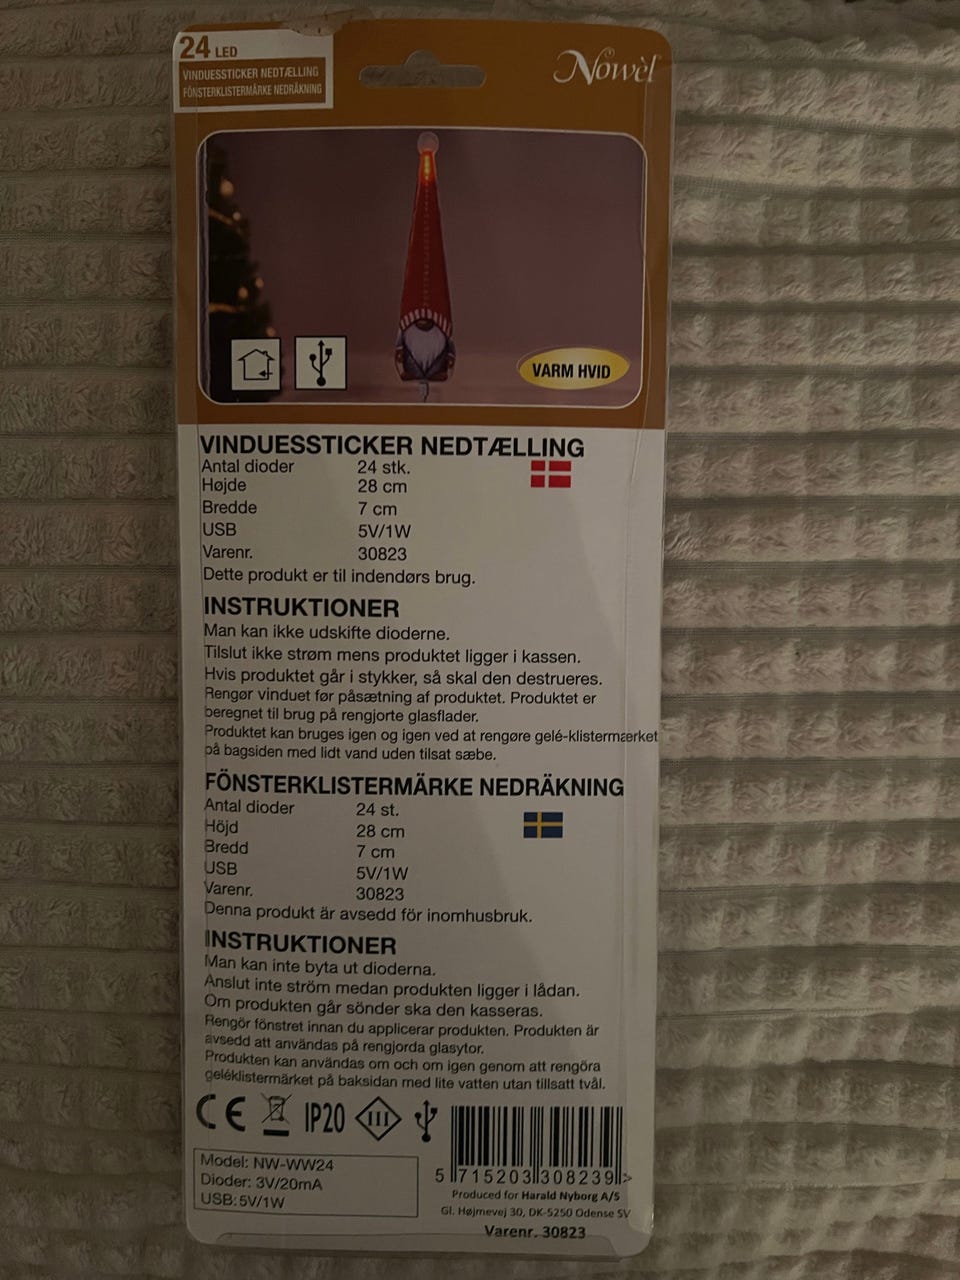 24 LED
VINDUESSTICKER NEDTÆLLING
FÖNSTERKLISTERMÄRKE NEDRÄKNING
Nowèl
VARM HVID
VINDUESSTICKER NEDTÆLLING
Antal dioder 24 stk.
Højde 28 cm
Bredde 7 cm
USB 5V/1W
Varenr. 30823
Dette produkt er til indendørs brug.
INSTRUKTIONER
Man kan ikke udskifte dioderne.
Tilslut ikke strøm mens produktet ligger i kassen.
Hvis produktet går i stykker, så skal den destrueres.
Rengør vinduet før påsætning af produktet. Produktet er
beregnet til brug på rengjorte glasflader.
Produktet kan bruges igen og igen ved at rengøre gelé-klistermærket
på bagsiden med lidt vand uden tilsat sæbe.
FÖNSTERKLISTERMÄRKE NEDRÄKNING
Antal dioder 24 st.
Höjd 28 cm
Bredd 7 cm
USB 5V/1W
Varenr. 30823
Denna produkt är avsedd för inomhusbruk.
INSTRUKTIONER
Man kan inte byta ut dioderna.
Anslut inte ström medan produkten ligger i lådan.
Om produkten går sönder ska den kasseras.
Rengör fönstret innan du applicerar produkten. Produkten är
avsedd att användas på rengjorda glasytor.
Produkten kan användas om och om igen genom att rengöra
geléklistermärket på baksidan med lite vatten utan tillsatt tvål.
CE IP20 III
Model: NW-WW24
Dioder: 3V/20mA
USB:5V/1W
5 715203 308239 >
Produced for Harald Nyborg A/S
Gl. Højmevej 30, DK-5250 Odense SV
Varenr. 30823